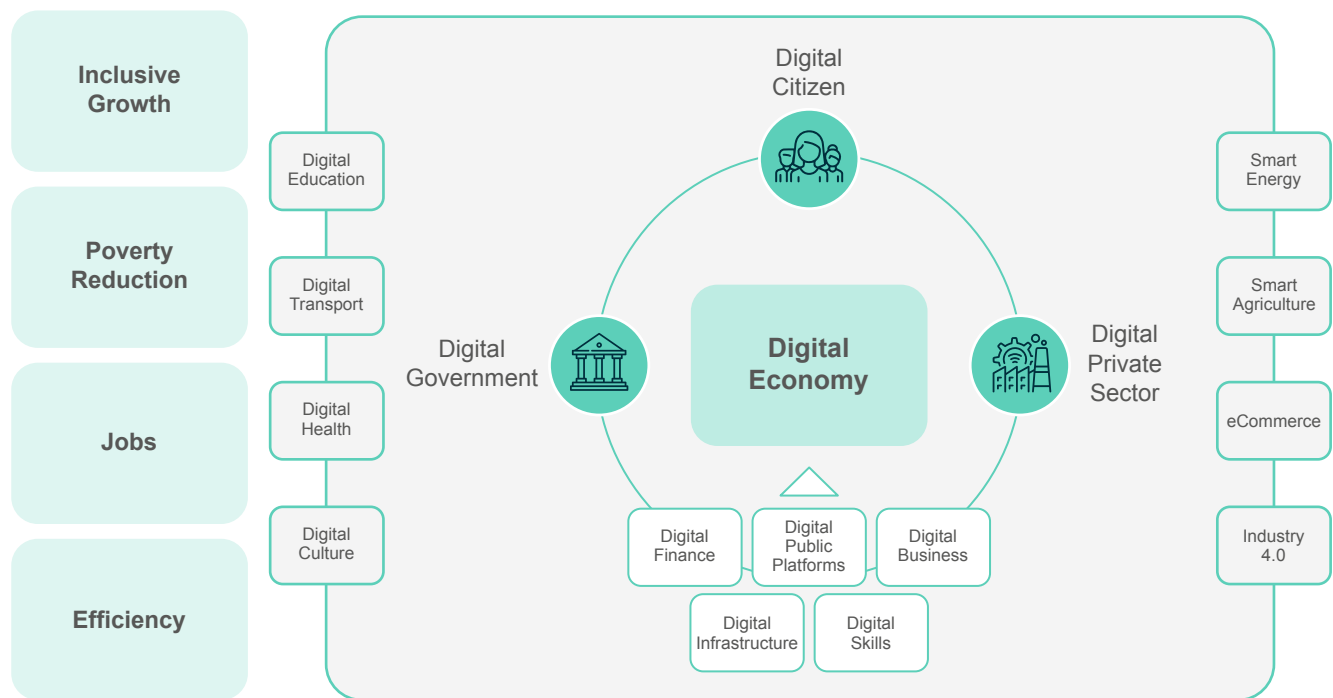 Inclusive
Growth
Poverty
Reduction
Jobs
Efficiency
Digital
Education
Digital
Transport
Digital
Health
Digital
Culture
Digital
Citizen
Digital
Government
Digital
Economy
Digital
Private
Sector
Digital
Finance
Digital
Public
Platforms
Digital
Business
Digital
Infrastructure
Digital
Skills
Smart
Energy
Smart
Agriculture
eCommerce
Industry
4.0